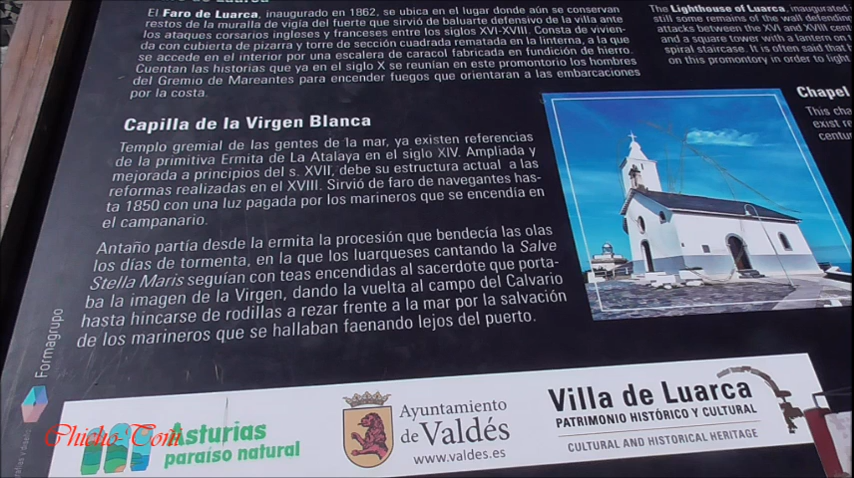 de Luarca
El Faro de Luarca, inaugurado en 1862, se ubica en el lugar donde aún se conservan
restos de la muralla de vigía del fuerte que sirvió de baluarte defensivo de la villa ante
los ataques corsarios ingleses y franceses entre los siglos XVI-XVIII. Consta de vivien-
da con cubierta de pizarra y torre de sección cuadrada rematada en la linterna, a la que
se accede en el interior por una escalera de caracol fabricada en fundición de hierro.
Cuentan las historias que ya en el siglo X se reunían en este promontorio los hombres
del Gremio de Mareantes para encender fuegos que orientaran a las embarcaciones
por la costa.
Capilla de la Virgen Blanca
Templo gremial de las gentes de la mar, ya existen referencias
de la primitiva Ermita de La Atalaya en el siglo XIV. Ampliada y
mejorada a principios del s. XVII, debe su estructura actual a las
reformas realizadas en el XVIII. Sirvió de faro de navegantes has-
ta 1850 con una luz pagada por los marineros que se encendía en
el campanario.
Antaño partía desde la ermita la procesión que bendecía las olas
los días de tormenta, en la que los luarqueses cantando la Salve
Stella Maris seguían con teas encendidas al sacerdote que porta-
ba la imagen de la Virgen, dando la vuelta al campo del Calvario
hasta hincarse de rodillas a rezar frente a la mar por la salvación
de los marineros que se hallaban faenando lejos del puerto.
The Lighthouse of Luarca, inaugurated
still some remains of the wall defending
attacks between the XVI and XVIII cen
and a square tower with a lantern on t
spiral staircase. It is often said that
on this promontory in order to light
Chapel
This cha
exist re
centur
Formagrupo
Chicho-Toni
Asturias
paraíso natural
Ayuntamiento
de Valdés
www.valdes.es
Villa de Luarca
PATRIMONIO HISTÓRICO Y CULTURAL
CULTURAL AND HISTORICAL HERITAGE